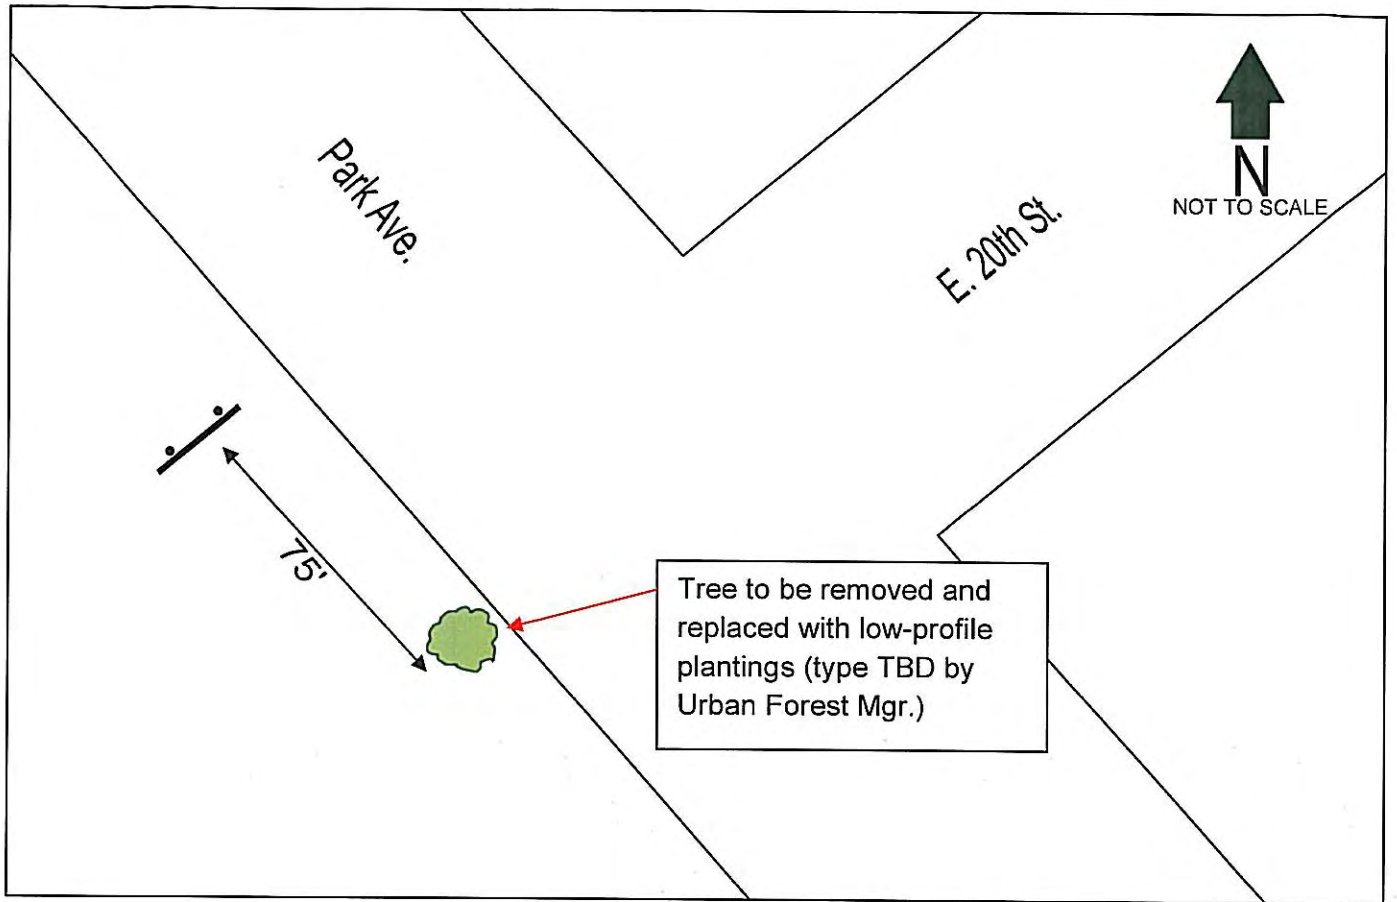 Park Ave.
E. 20th St.
N
NOT TO SCALE
75'
Tree to be removed and
replaced with low-profile
plantings (type TBD by
Urban Forest Mgr.)